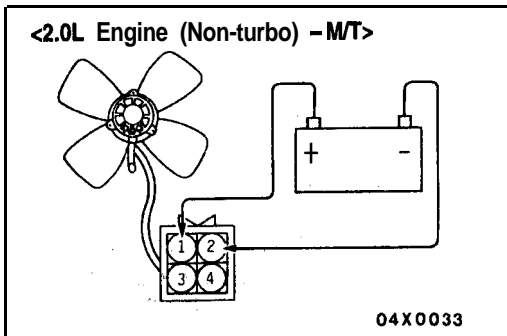 <2.0L Engine (Non-turbo) – M/T>
+ -
1 2
3 4
04X0033